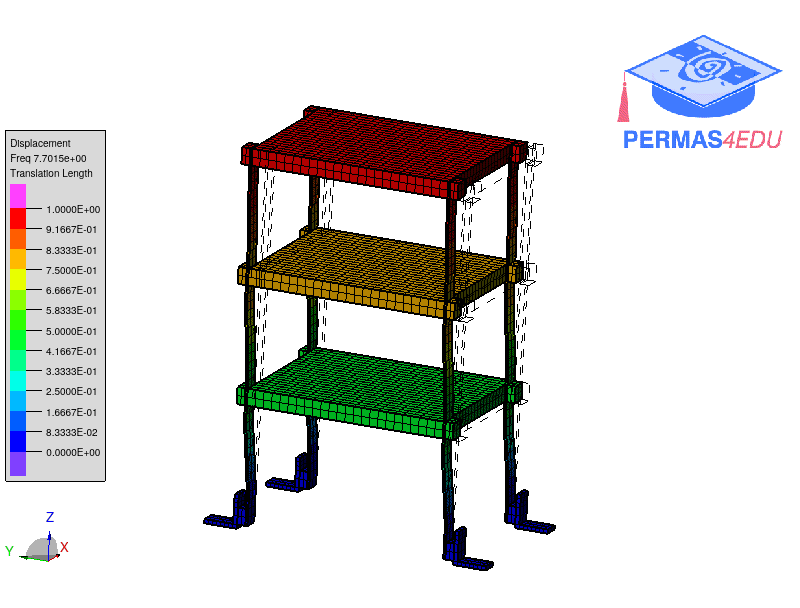 Displacement
Freq 7.7015e+00
Translation Length
1.0000E+00
9.1667E-01
8.3333E-01
7.5000E-01
6.6667E-01
5.8333E-01
5.0000E-01
4.1667E-01
3.3333E-01
2.5000E-01
1.6667E-01
8.3333E-02
0.0000E+00
PERMAS4EDU
Z
Y
X